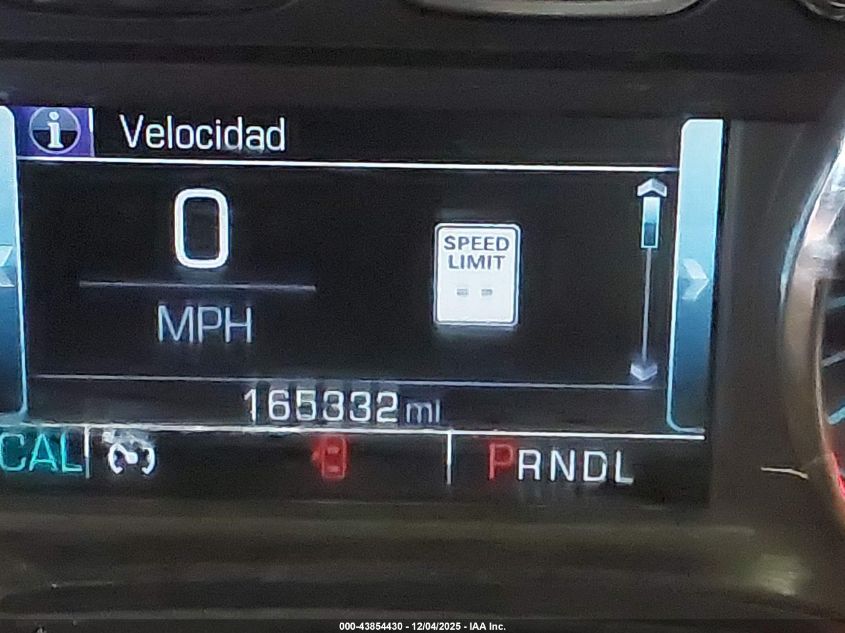 i Velocidad
0
MPH
SPEED
LIMIT
--
165332 mi
CAL
PRNDL
000-43854430 - 12/04/2025 - IAA Inc.